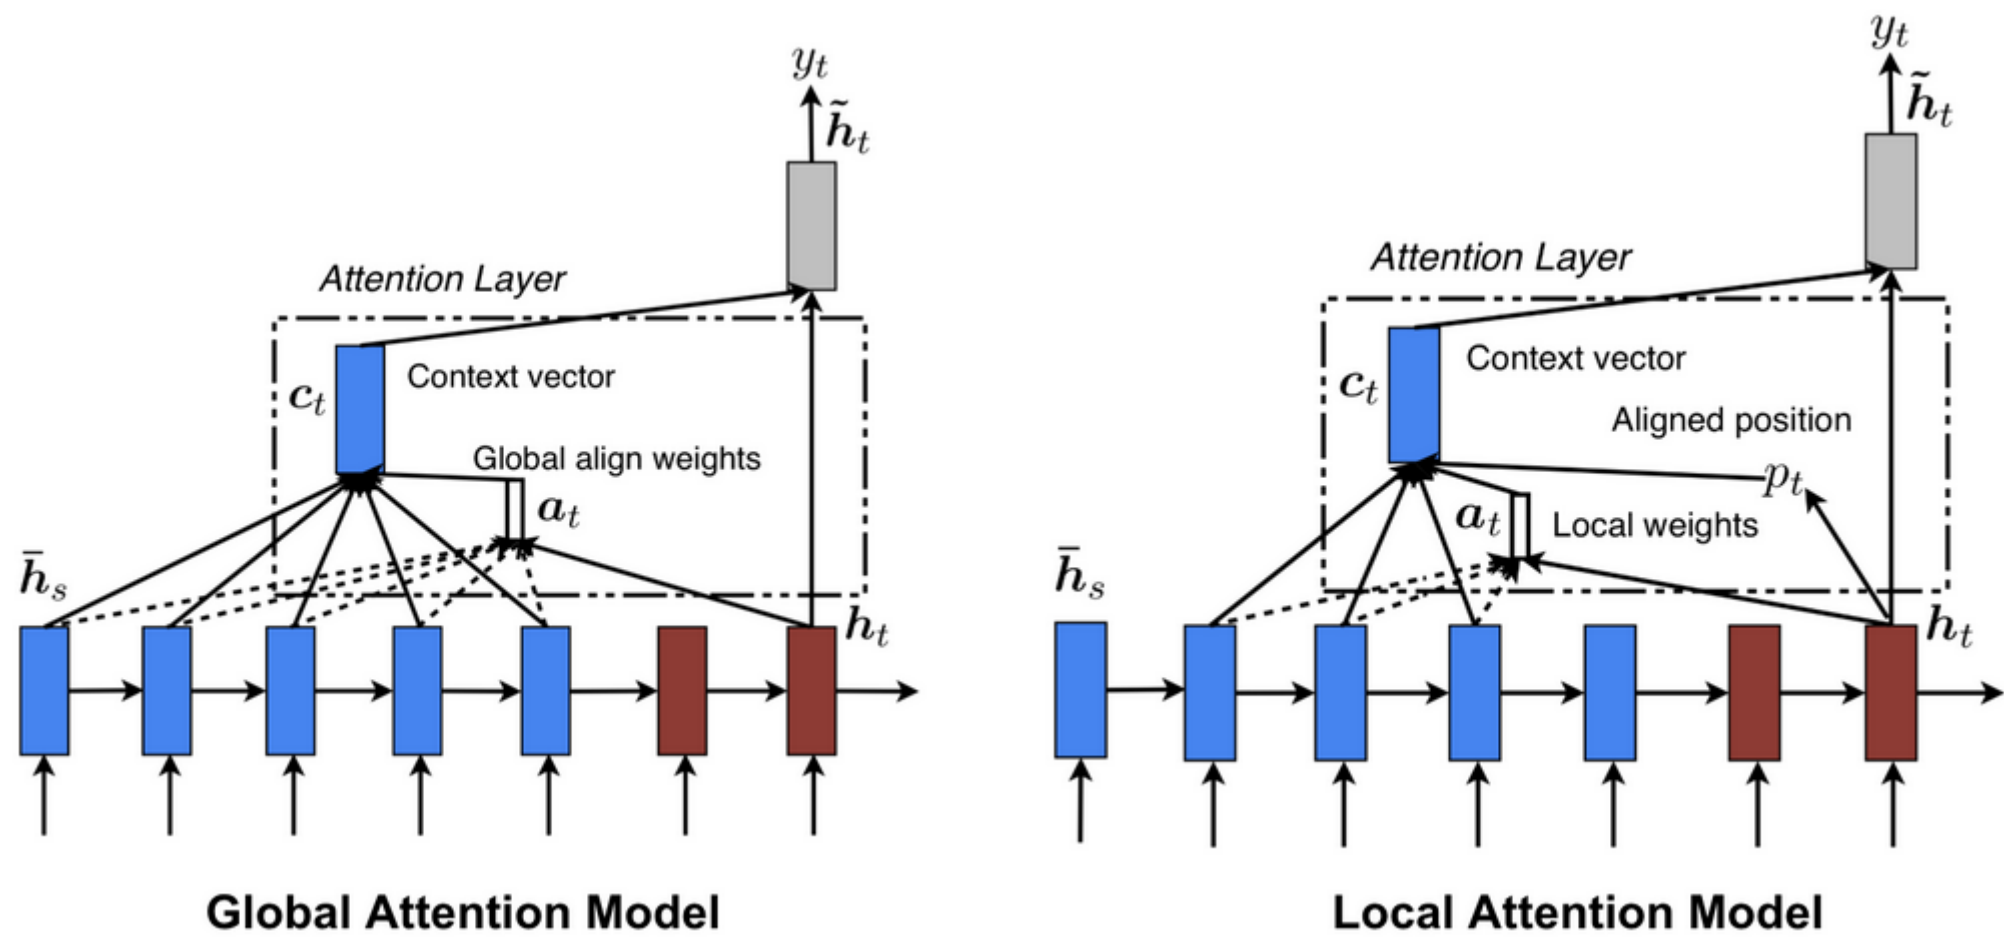 y_t
h̃_t
Attention Layer
Context vector
c_t
Global align weights
a_t
h̄_s
h_t
Global Attention Model
y_t
h̃_t
Attention Layer
Context vector
c_t
Aligned position
p_t
a_t Local weights
h̄_s
h_t
Local Attention Model